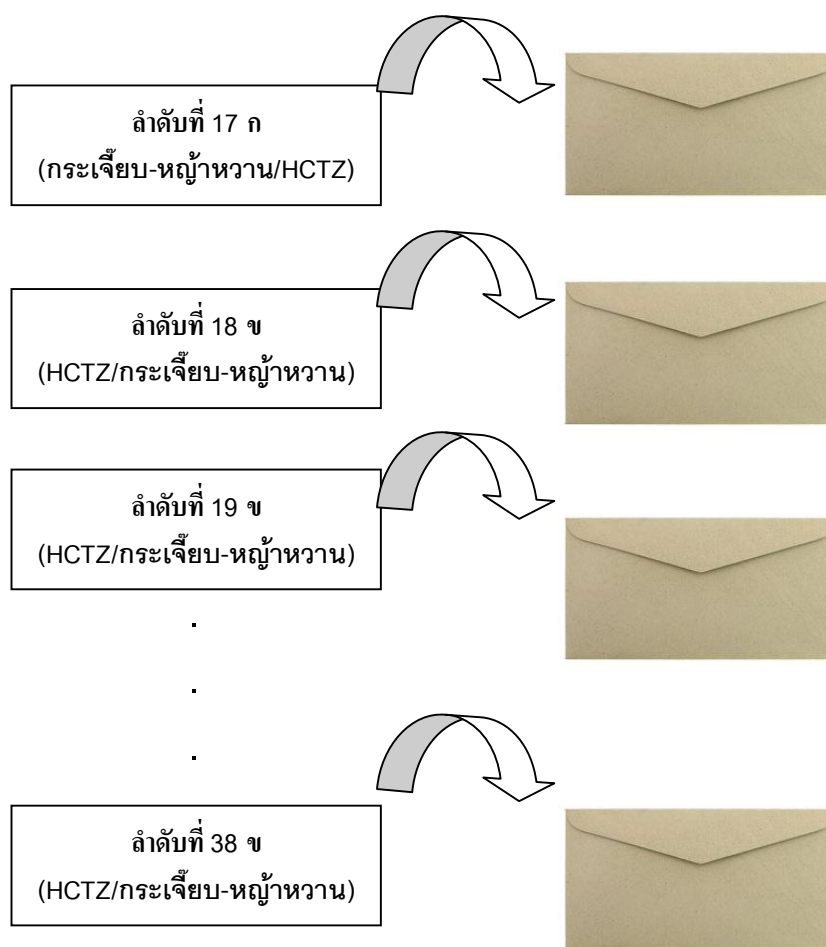 ลำดับที่ 17 ก
(กระเจี๊ยบ-หญ้าหวาน/HCTZ)
ลำดับที่ 18 ข
(HCTZ/กระเจี๊ยบ-หญ้าหวาน)
ลำดับที่ 19 ข
(HCTZ/กระเจี๊ยบ-หญ้าหวาน)
.
.
.
ลำดับที่ 38 ข
(HCTZ/กระเจี๊ยบ-หญ้าหวาน)